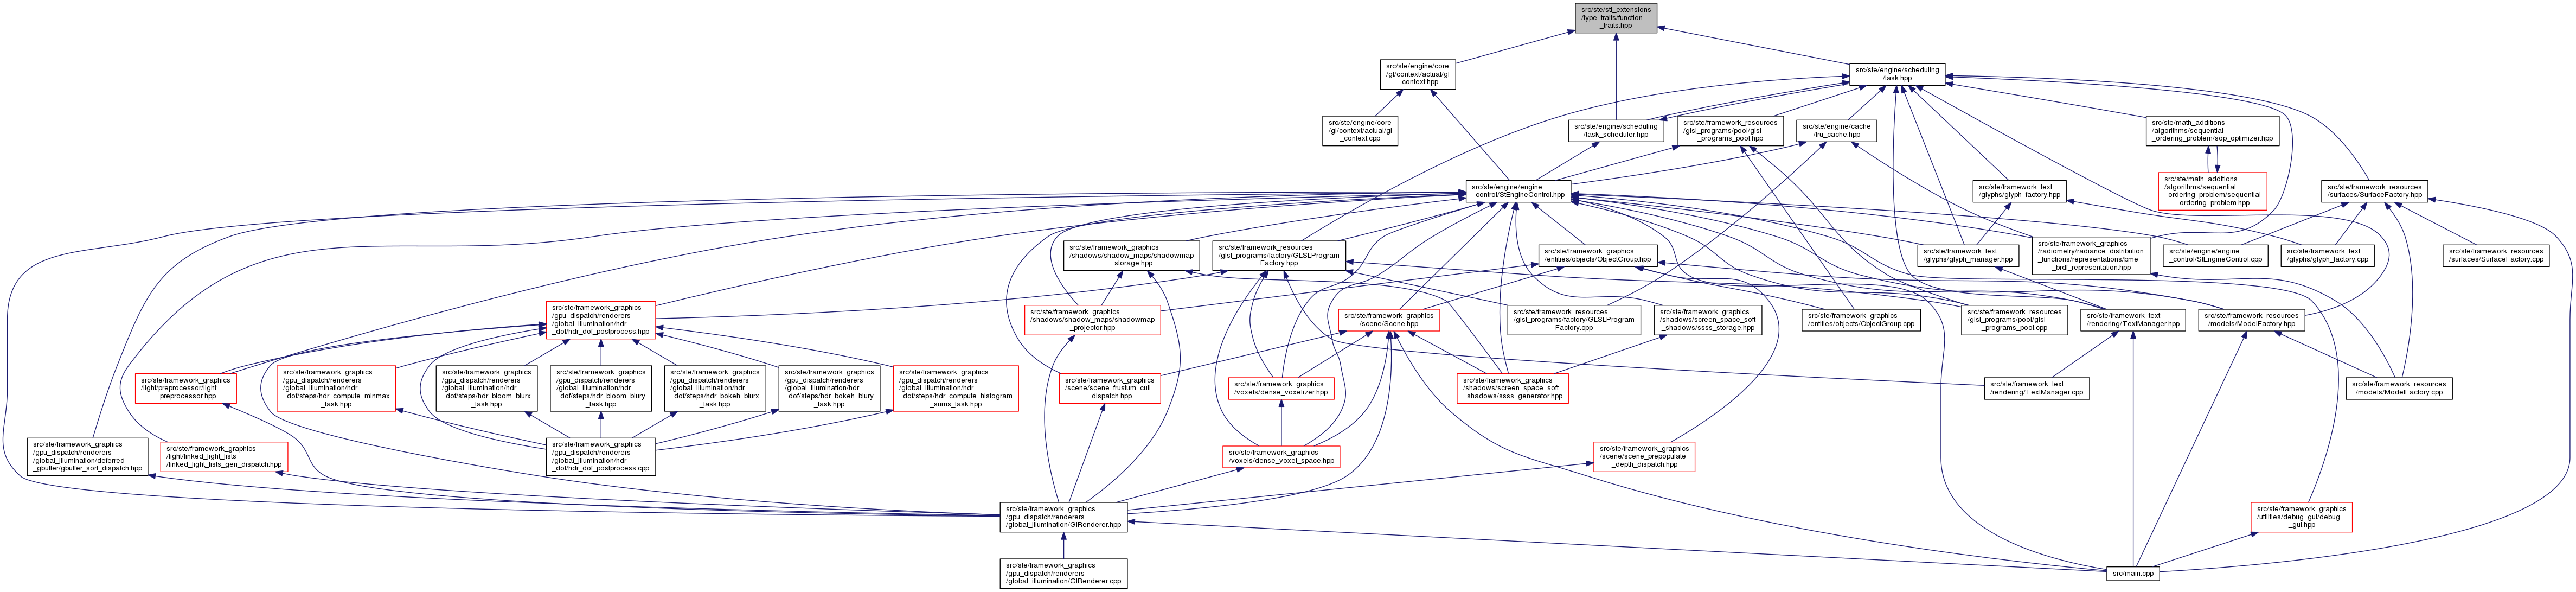 src/ste/stl_extensions
/type_traits/function
_traits.hpp
src/ste/engine/core
/gl/context/actual/gl
_context.hpp
src/ste/engine/scheduling
/task.hpp
src/ste/engine/core
/gl/context/actual/gl
_context.cpp
src/ste/engine/scheduling
/task_scheduler.hpp
src/ste/framework_resources
/glsl_programs/pool/glsl
_programs_pool.hpp
src/ste/engine/cache
/lru_cache.hpp
src/ste/math_additions
/algorithms/sequential
_ordering_problem/sop_optimizer.hpp
src/ste/engine/engine
_control/StEngineControl.hpp
src/ste/framework_text
/glyphs/glyph_factory.hpp
src/ste/math_additions
/algorithms/sequential
_ordering_problem/sequential
_ordering_problem.hpp
src/ste/framework_resources
/surfaces/SurfaceFactory.hpp
src/ste/framework_graphics
/shadows/shadow_maps/shadowmap
_storage.hpp
src/ste/framework_resources
/glsl_programs/factory/GLSLProgram
Factory.hpp
src/ste/framework_graphics
/entities/objects/ObjectGroup.hpp
src/ste/framework_text
/glyphs/glyph_manager.hpp
src/ste/framework_graphics
/radiometry/radiance_distribution
_functions/representations/bme
_brdf_representation.hpp
src/ste/engine/engine
_control/StEngineControl.cpp
src/ste/framework_text
/glyphs/glyph_factory.cpp
src/ste/framework_resources
/surfaces/SurfaceFactory.cpp
src/ste/framework_graphics
/gpu_dispatch/renderers
/global_illumination/hdr
_dof/hdr_dof_postprocess.hpp
src/ste/framework_graphics
/shadows/shadow_maps/shadowmap
_projector.hpp
src/ste/framework_graphics
/scene/Scene.hpp
src/ste/framework_resources
/glsl_programs/factory/GLSLProgram
Factory.cpp
src/ste/framework_graphics
/shadows/screen_space_soft
_shadows/ssss_storage.hpp
src/ste/framework_graphics
/entities/objects/ObjectGroup.cpp
src/ste/framework_resources
/glsl_programs/pool/glsl
_programs_pool.cpp
src/ste/framework_text
/rendering/TextManager.hpp
src/ste/framework_resources
/models/ModelFactory.hpp
src/ste/framework_graphics
/light/preprocessor/light
_preprocessor.hpp
src/ste/framework_graphics
/gpu_dispatch/renderers
/global_illumination/hdr
_dof/steps/hdr_compute_minmax
_task.hpp
src/ste/framework_graphics
/gpu_dispatch/renderers
/global_illumination/hdr
_dof/steps/hdr_bloom_blurx
_task.hpp
src/ste/framework_graphics
/gpu_dispatch/renderers
/global_illumination/hdr
_dof/steps/hdr_bloom_blury
_task.hpp
src/ste/framework_graphics
/gpu_dispatch/renderers
/global_illumination/hdr
_dof/steps/hdr_bokeh_blurx
_task.hpp
src/ste/framework_graphics
/gpu_dispatch/renderers
/global_illumination/hdr
_dof/steps/hdr_bokeh_blury
_task.hpp
src/ste/framework_graphics
/gpu_dispatch/renderers
/global_illumination/hdr
_dof/steps/hdr_compute_histogram
_sums_task.hpp
src/ste/framework_graphics
/scene/scene_frustum_cull
_dispatch.hpp
src/ste/framework_graphics
/voxels/dense_voxelizer.hpp
src/ste/framework_graphics
/shadows/screen_space_soft
_shadows/ssss_generator.hpp
src/ste/framework_text
/rendering/TextManager.cpp
src/ste/framework_resources
/models/ModelFactory.cpp
src/ste/framework_graphics
/gpu_dispatch/renderers
/global_illumination/deferred
_gbuffer/gbuffer_sort_dispatch.hpp
src/ste/framework_graphics
/light/linked_light_lists
/linked_light_lists_gen_dispatch.hpp
src/ste/framework_graphics
/gpu_dispatch/renderers
/global_illumination/hdr
_dof/hdr_dof_postprocess.cpp
src/ste/framework_graphics
/voxels/dense_voxel_space.hpp
src/ste/framework_graphics
/scene/scene_prepopulate
_depth_dispatch.hpp
src/ste/framework_graphics
/gpu_dispatch/renderers
/global_illumination/GIRenderer.hpp
src/ste/framework_graphics
/utilities/debug_gui/debug
_gui.hpp
src/ste/framework_graphics
/gpu_dispatch/renderers
/global_illumination/GIRenderer.cpp
src/main.cpp